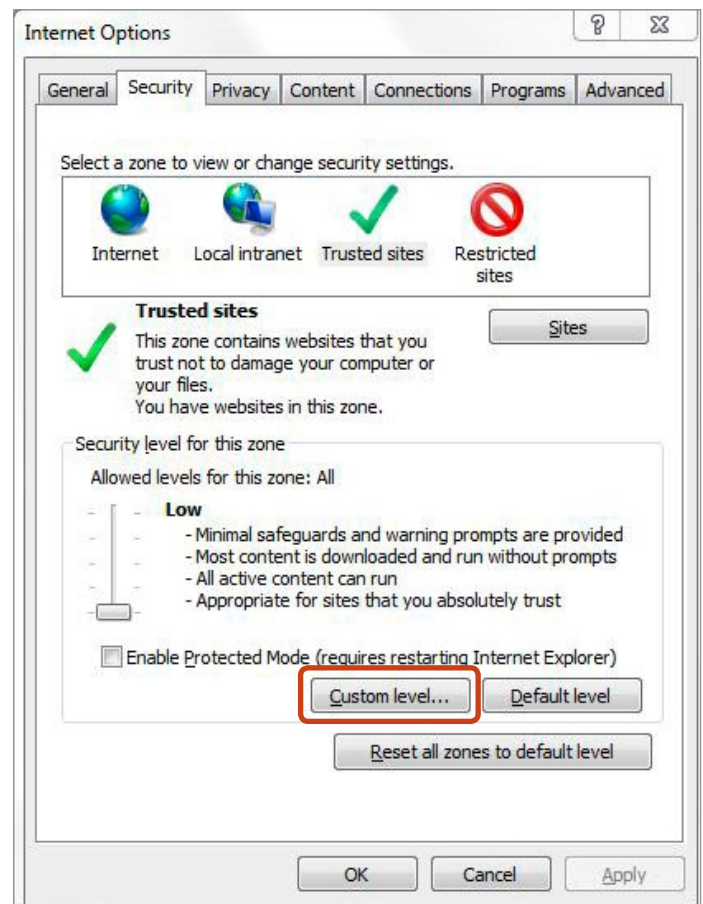 Internet Options
General Security Privacy Content Connections Programs Advanced
Select a zone to view or change security settings.
Internet Local intranet Trusted sites Restricted
sites
Trusted sites
Sites
This zone contains websites that you
trust not to damage your computer or
your files.
You have websites in this zone.
Security level for this zone
Allowed levels for this zone: All
Low
- Minimal safeguards and warning prompts are provided
- Most content is downloaded and run without prompts
- All active content can run
- Appropriate for sites that you absolutely trust
Enable Protected Mode (requires restarting Internet Explorer)
Custom level... Default level
Reset all zones to default level
OK Cancel Apply